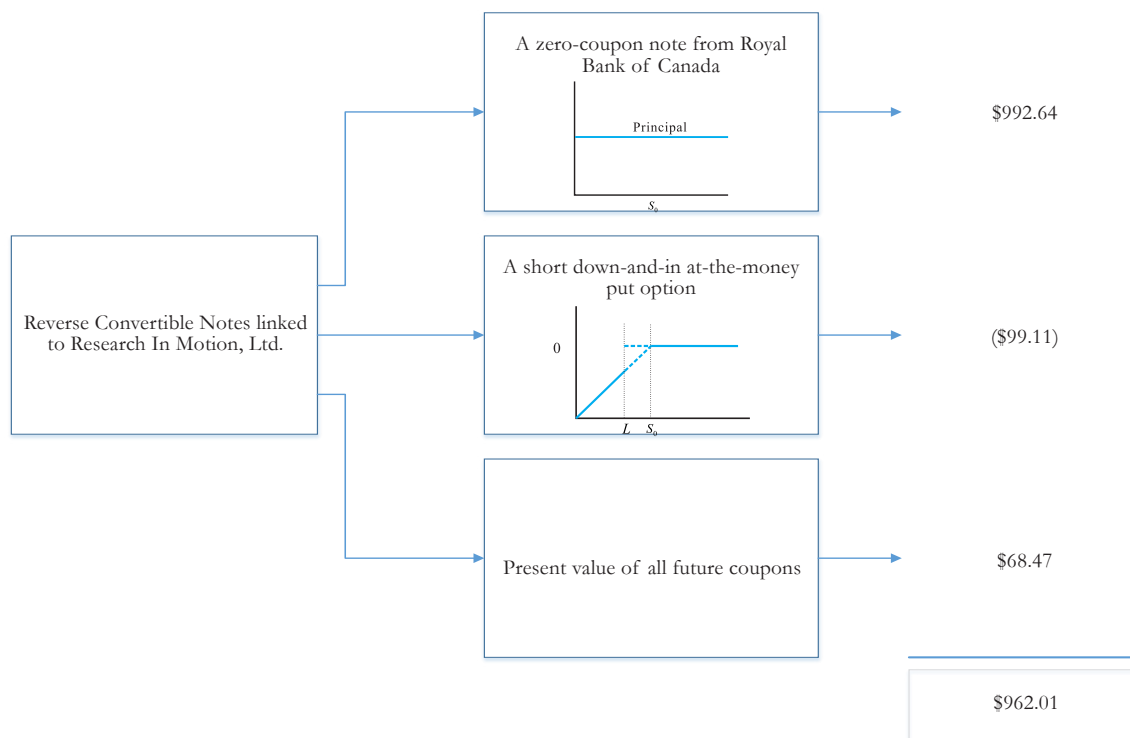 A zero-coupon note from Royal
Bank of Canada
Principal
S₀
$992.64
Reverse Convertible Notes linked
to Research In Motion, Ltd.
A short down-and-in at-the-money
put option
0
L S₀
($99.11)
Present value of all future coupons
$68.47
$962.01